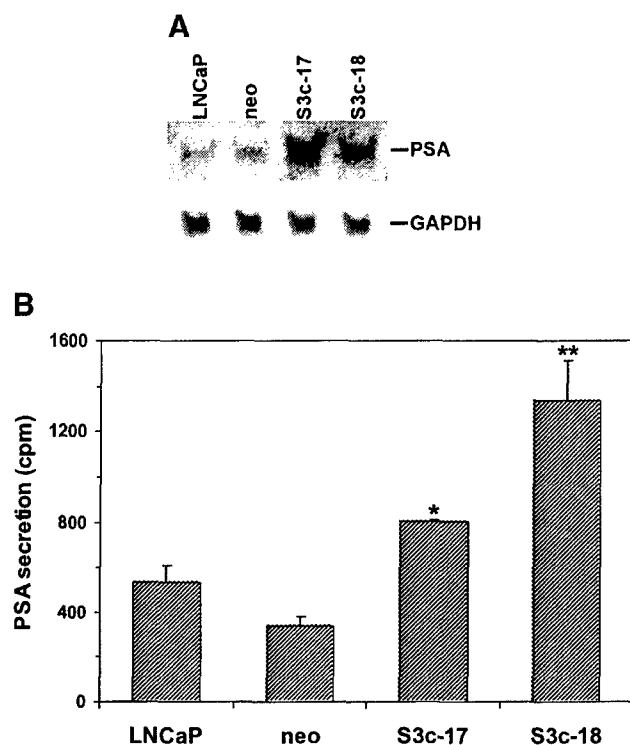 A
LNCaP
neo
S3c-17
S3c-18
PSA
GAPDH
B
PSA secretion (cpm)
1600
1200
800
400
0
*
**
LNCaP
neo
S3c-17
S3c-18